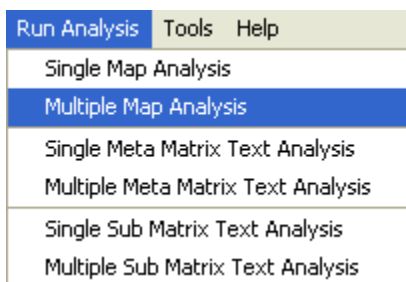 Run Analysis Tools Help
Single Map Analysis
Multiple Map Analysis
Single Meta Matrix Text Analysis
Multiple Meta Matrix Text Analysis
Single Sub Matrix Text Analysis
Multiple Sub Matrix Text Analysis